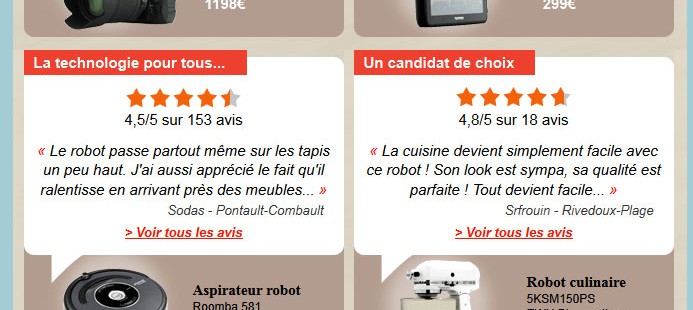 1198€
299€
La technologie pour tous...
4,5/5 sur 153 avis
« Le robot passe partout même sur les tapis
un peu haut. J'ai aussi apprécié le fait qu'il
ralentisse en arrivant près des meubles... »
Sodas - Pontault-Combault
> Voir tous les avis
Aspirateur robot
Roomba 581
Un candidat de choix
4,8/5 sur 18 avis
« La cuisine devient simplement facile avec
ce robot ! Son look est sympa, sa qualité est
parfaite ! Tout devient facile... »
Srfrouin - Rivedoux-Plage
> Voir tous les avis
Robot culinaire
5KSM150PS